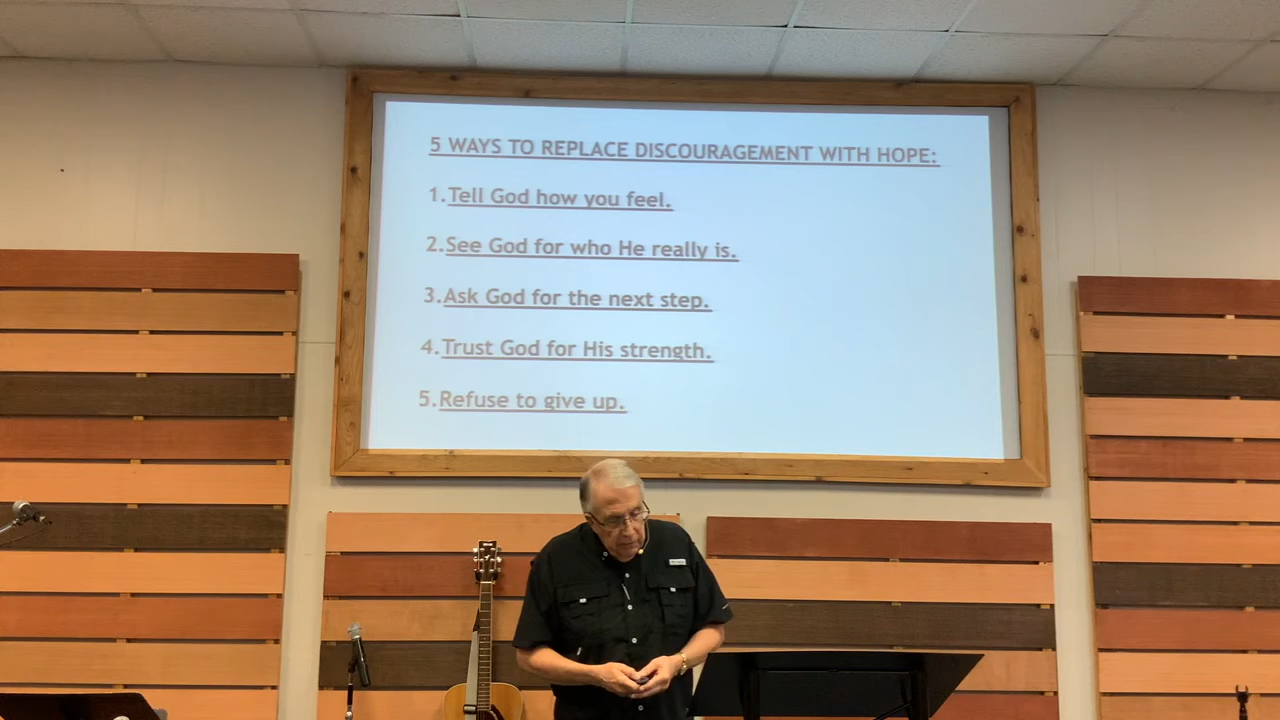 5 WAYS TO REPLACE DISCOURAGEMENT WITH HOPE:
1.Tell God how you feel.
2.See God for who He really is.
3.Ask God for the next step.
4.Trust God for His strength.
5.Refuse to give up.